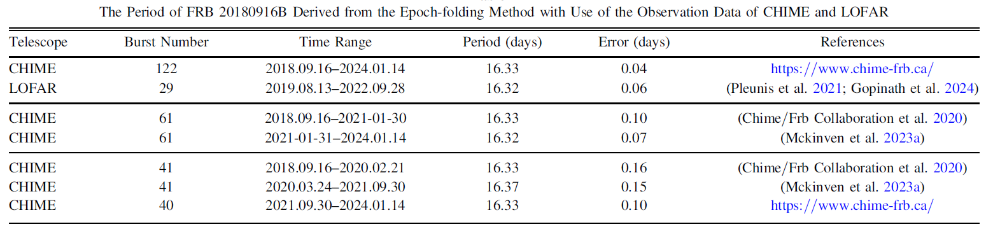 The Period of FRB 20180916B Derived from the Epoch-folding Method with Use of the Observation Data of CHIME and LOFAR
Telescope Burst Number Time Range Period (days) Error (days) References
CHIME 122 2018.09.16–2024.01.14 16.33 0.04 https://www.chime-frb.ca/
LOFAR 29 2019.08.13–2022.09.28 16.32 0.06 (Pleunis et al. 2021; Gopinath et al. 2024)
CHIME 61 2018.09.16–2021-01-30 16.33 0.10 (Chime/Frb Collaboration et al. 2020)
CHIME 61 2021-01-31–2024.01.14 16.32 0.07 (Mckinven et al. 2023a)
CHIME 41 2018.09.16–2020.02.21 16.33 0.16 (Chime/Frb Collaboration et al. 2020)
CHIME 41 2020.03.24–2021.09.30 16.37 0.15 (Mckinven et al. 2023a)
CHIME 40 2021.09.30–2024.01.14 16.33 0.10 https://www.chime-frb.ca/